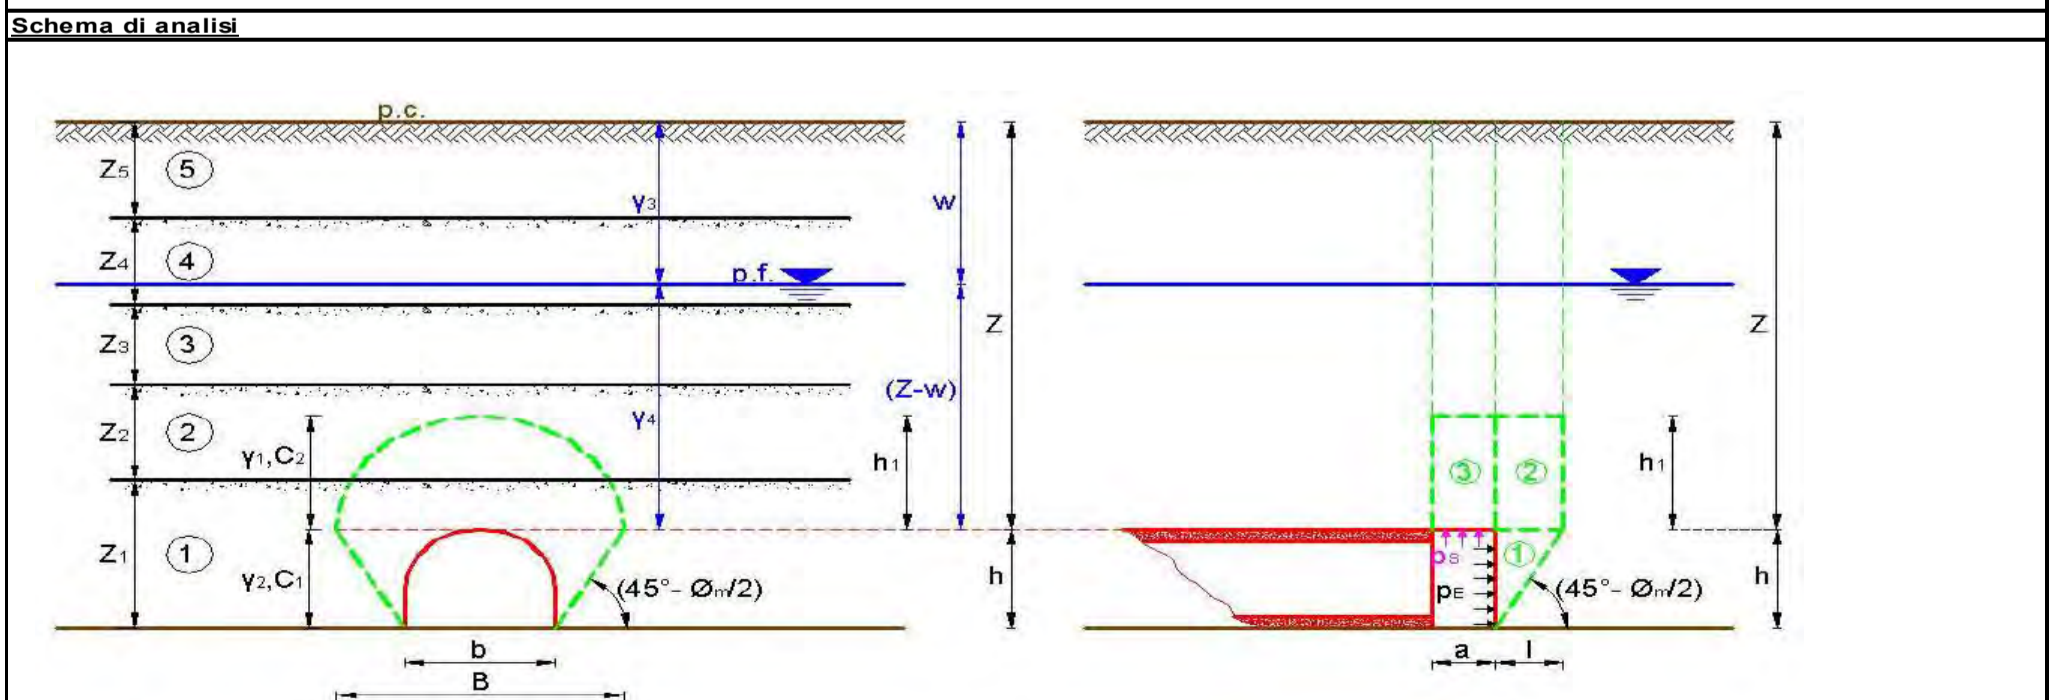 Schema di analisi
p.c.
Z5 5
γ3
w
Z4 4
p.f.
Z3 3
Z
Z
(Z-w)
Z2 2
γ4
γ1,C2
h1
3 2
h1
Z1 1
γ2,C1
(45°- Øm/2)
h
pS
1
pE
(45°- Øm/2)
h
b
a l
B